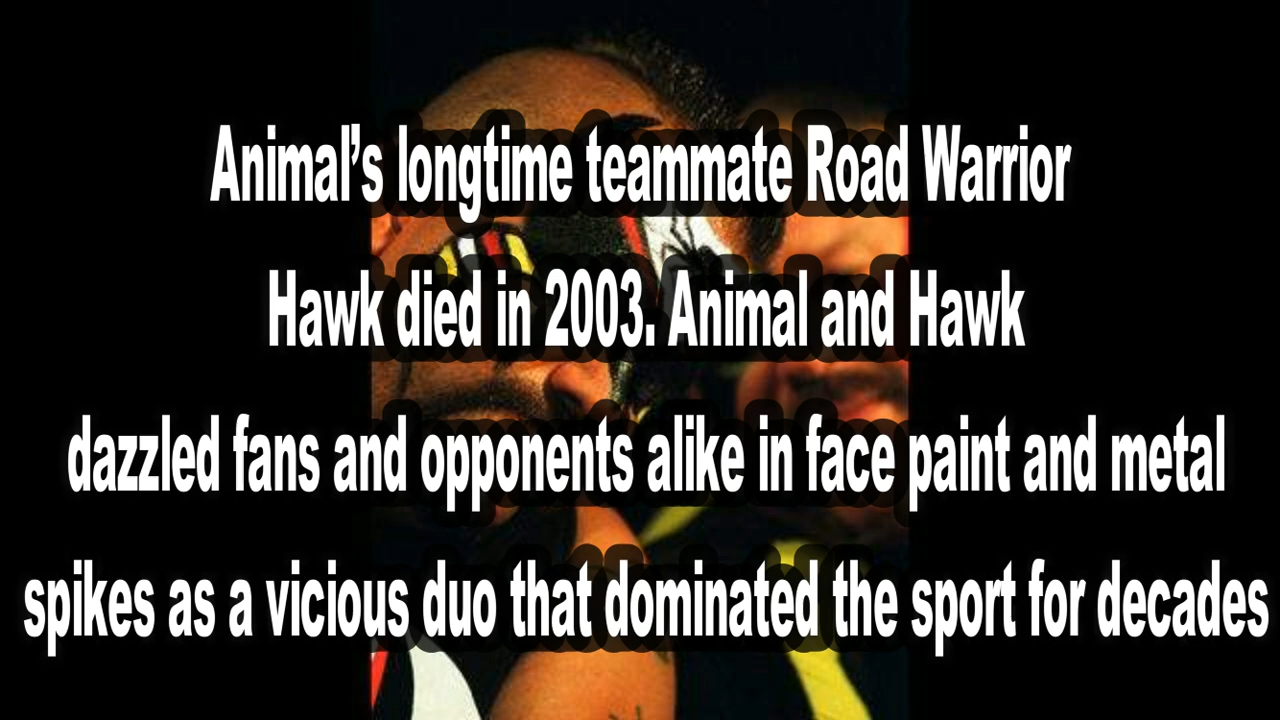 Animal’s longtime teammate Road Warrior
Hawk died in 2003. Animal and Hawk
dazzled fans and opponents alike in face paint and metal
spikes as a vicious duo that dominated the sport for decades